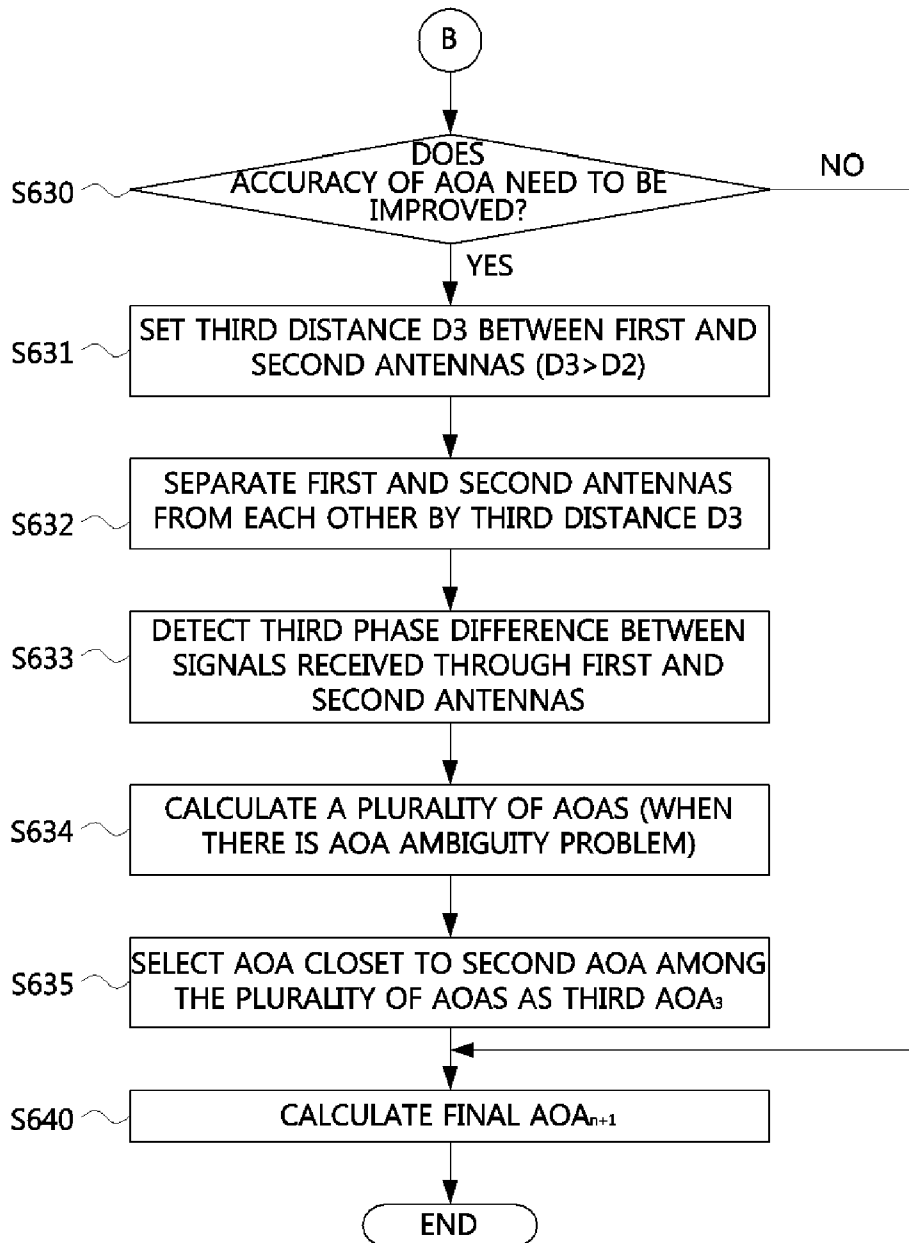 B
DOES
ACCURACY OF AOA NEED TO BE
IMPROVED?
NO
S630
YES
SET THIRD DISTANCE D3 BETWEEN FIRST AND
SECOND ANTENNAS (D3>D2)
S631
SEPARATE FIRST AND SECOND ANTENNAS
FROM EACH OTHER BY THIRD DISTANCE D3
S632
DETECT THIRD PHASE DIFFERENCE BETWEEN
SIGNALS RECEIVED THROUGH FIRST AND
SECOND ANTENNAS
S633
CALCULATE A PLURALITY OF AOAS (WHEN
THERE IS AOA AMBIGUITY PROBLEM)
S634
SELECT AOA CLOSET TO SECOND AOA AMONG
THE PLURALITY OF AOAS AS THIRD AOA₃
S635
CALCULATE FINAL AOAₙ₊₁
S640
END